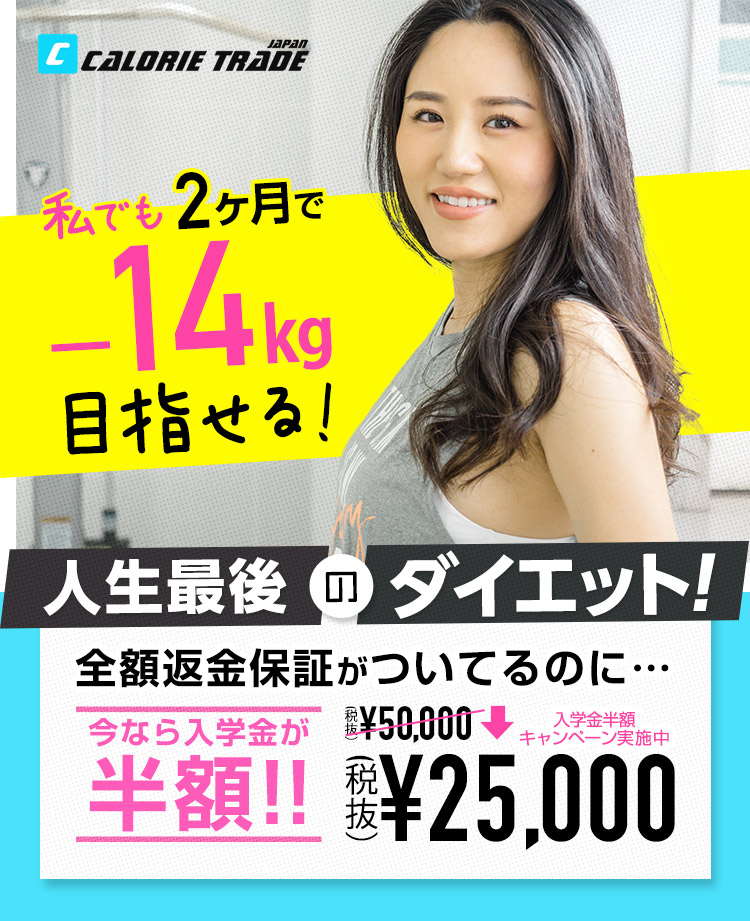 C CALORIE TRADE JAPAN
私でも 2ヶ月で
−14kg
目指せる!
人生最後 の ダイエット!
全額返金保証がついてるのに…
今なら入学金が
半額!!
(税抜)¥50,000
入学金半額
キャンペーン実施中
(税抜)¥25,000